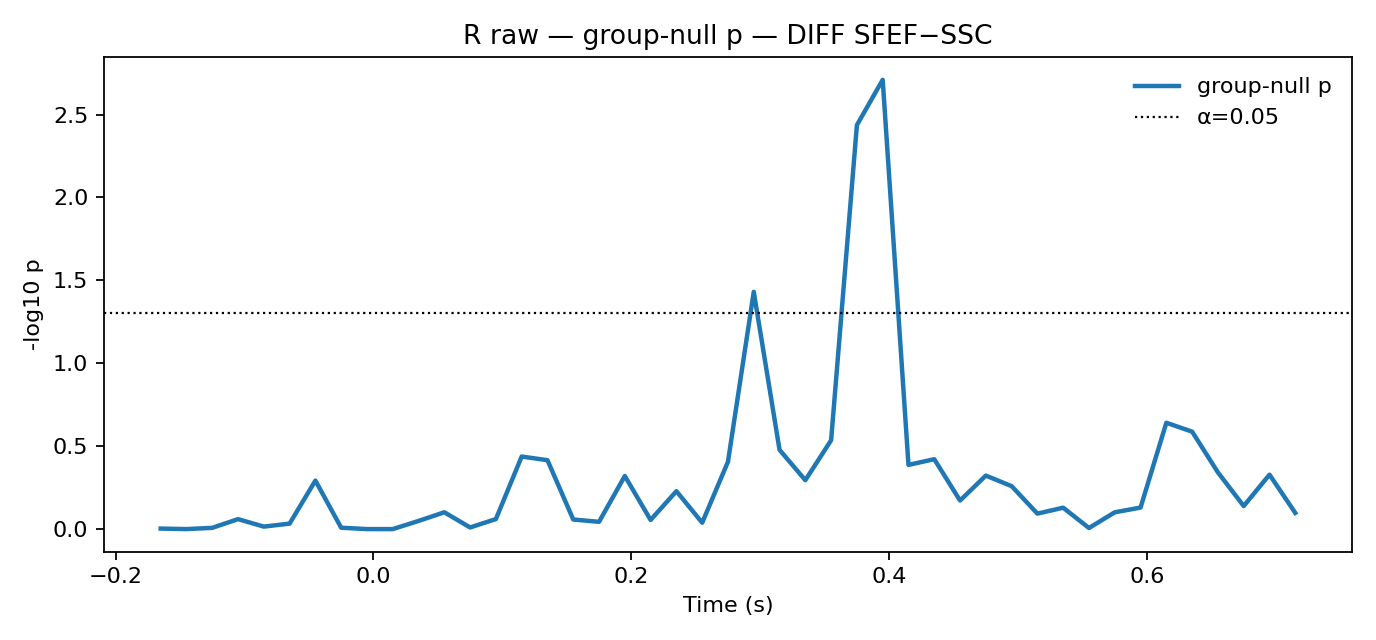 R raw — group-null p — DIFF SFEF−SSC
group-null p
α=0.05
-log10 p
2.5
2.0
1.5
1.0
0.5
0.0
−0.2
0.0
0.2
0.4
0.6
Time (s)